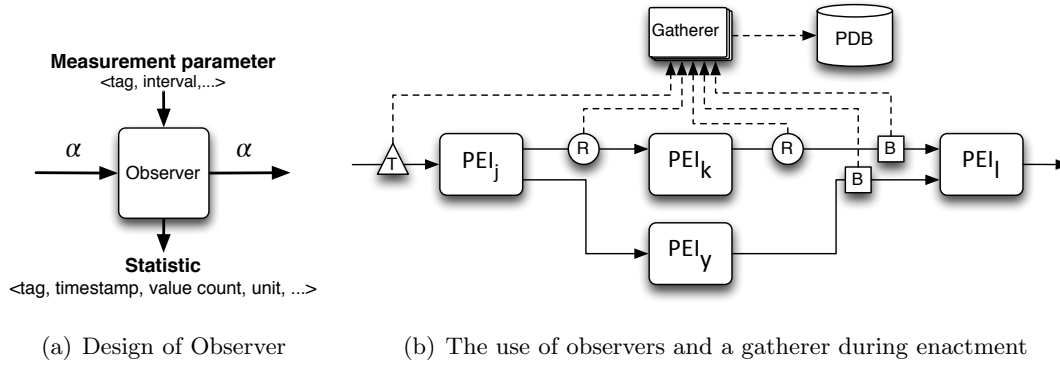 Measurement parameter
<tag, interval,...>
α
α
Observer
Statistic
<tag, timestamp, value count, unit, ...>
(a) Design of Observer
Gatherer
PDB
T
PEIj
R
PEIk
R
B
B
PEIl
PEIy
(b) The use of observers and a gatherer during enactment